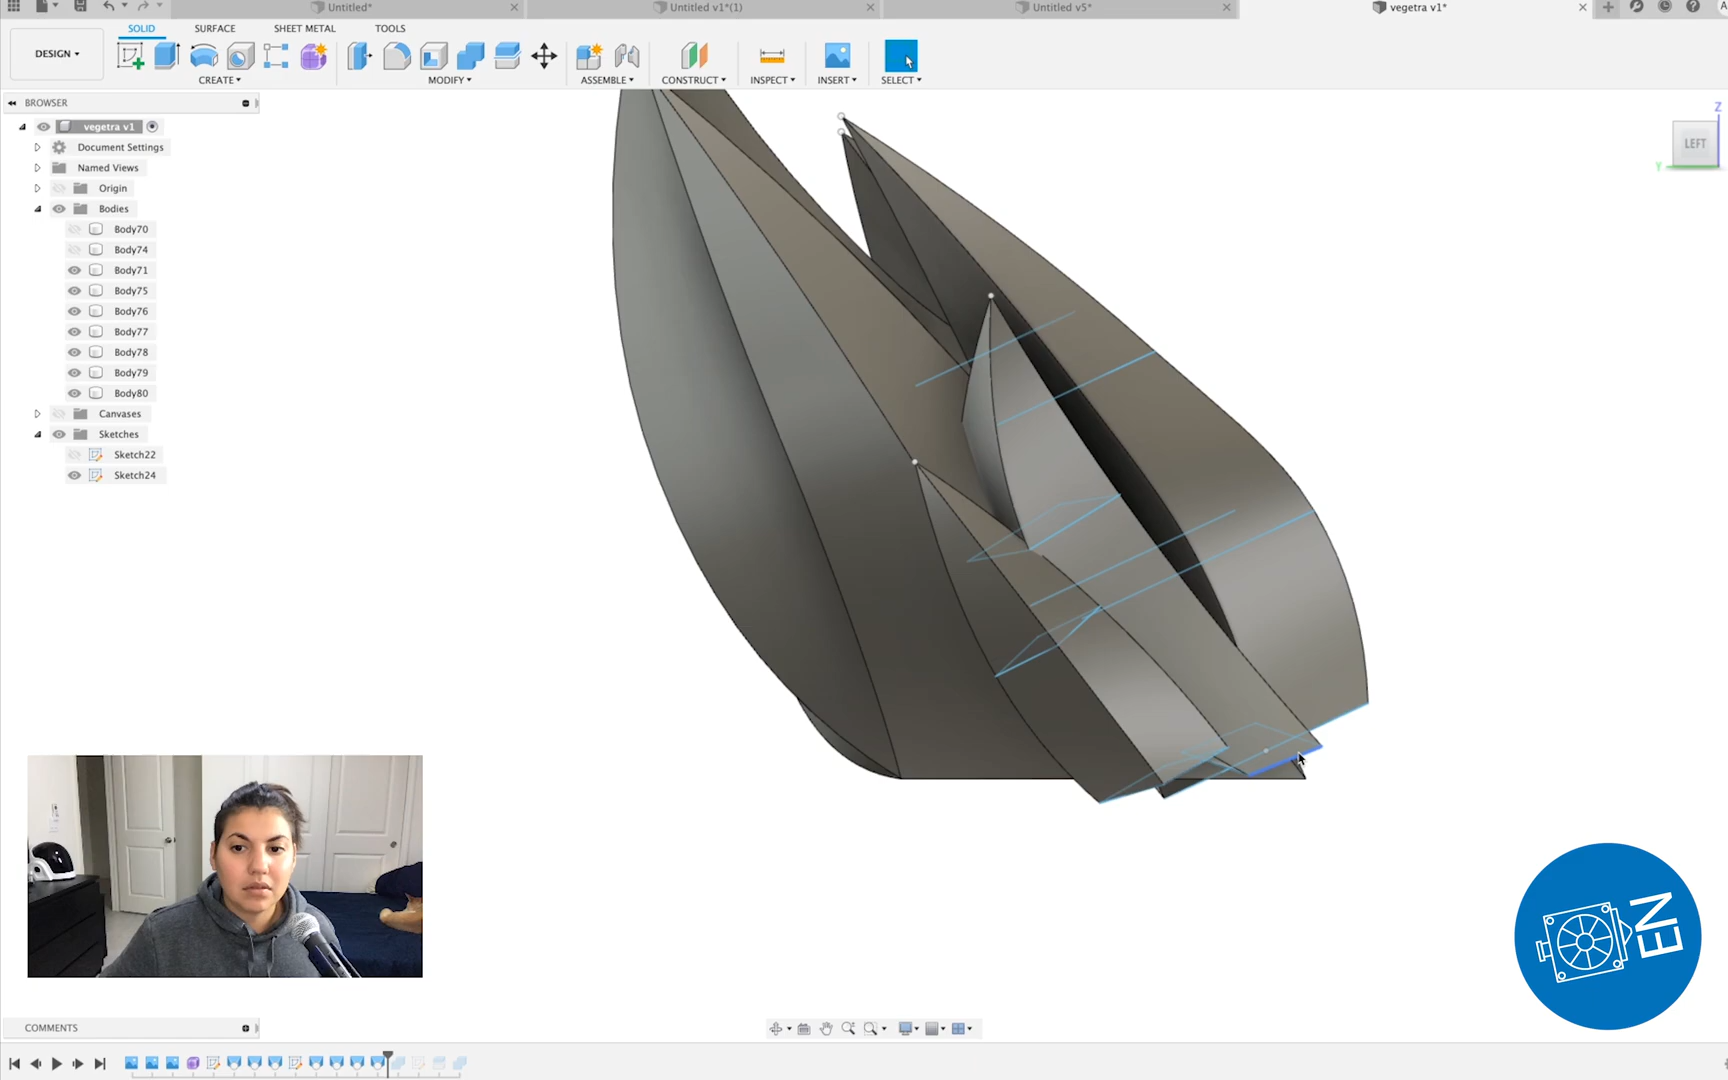 Untitled*
Untitled v1*(1)
Untitled v5*
vegetra v1*
SOLID
SURFACE
SHEET METAL
TOOLS
DESIGN
CREATE
MODIFY
ASSEMBLE
CONSTRUCT
INSPECT
INSERT
SELECT
BROWSER
vegetra v1
Document Settings
Named Views
Origin
Bodies
Body70
Body74
Body71
Body75
Body76
Body77
Body78
Body79
Body80
Canvases
Sketches
Sketch22
Sketch24
Z
LEFT
Y
EN
COMMENTS